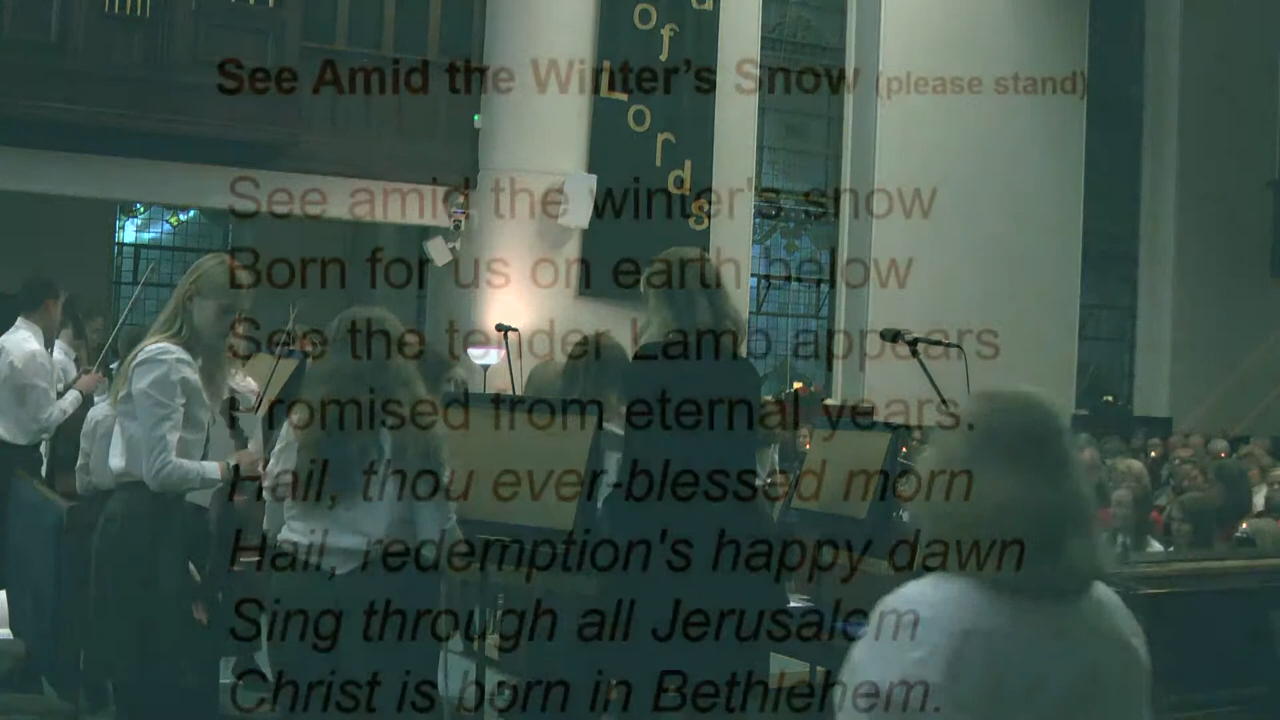 of
Lords
See Amid the Winter's Snow (please stand)
See amid the winter's snow
Born for us on earth below
See the tender Lamb appears
Promised from eternal years.
Hail, thou ever-blessed morn
Hail, redemption's happy dawn
Sing through all Jerusalem
Christ is born in Bethlehem.